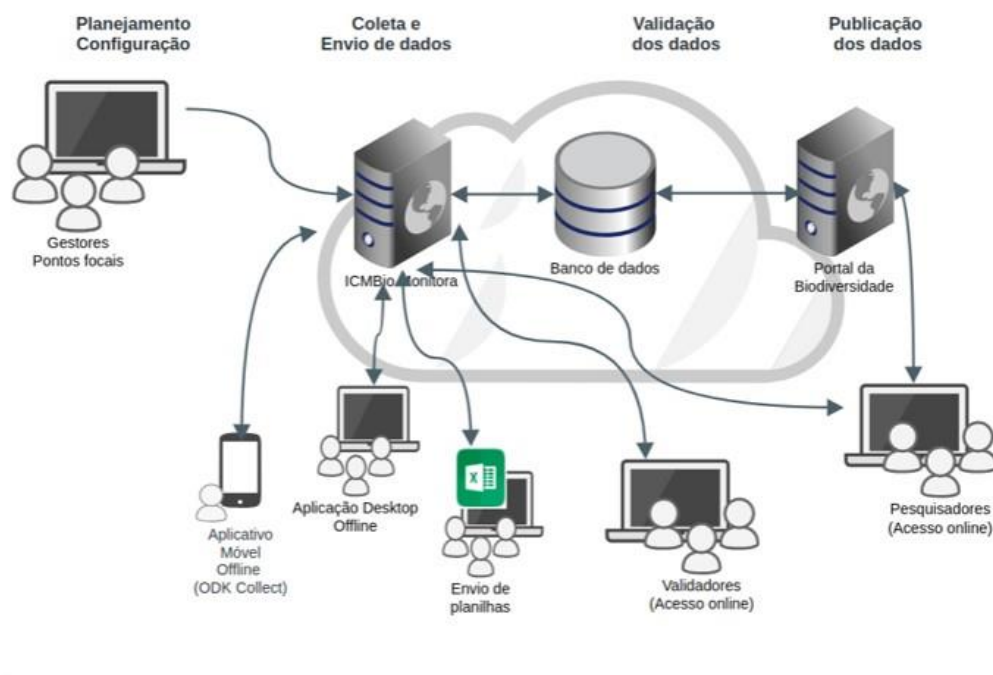 Planejamento
Configuração
Coleta e
Envio de dados
Validação
dos dados
Publicação
dos dados
Gestores
Pontos focais
ICMBio Monitora
Banco de dados
Portal da
Biodiversidade
Aplicativo
Móvel
Offline
(ODK Collect)
Aplicação Desktop
Offline
Envio de
planilhas
Validadores
(Acesso online)
Pesquisadores
(Acesso online)